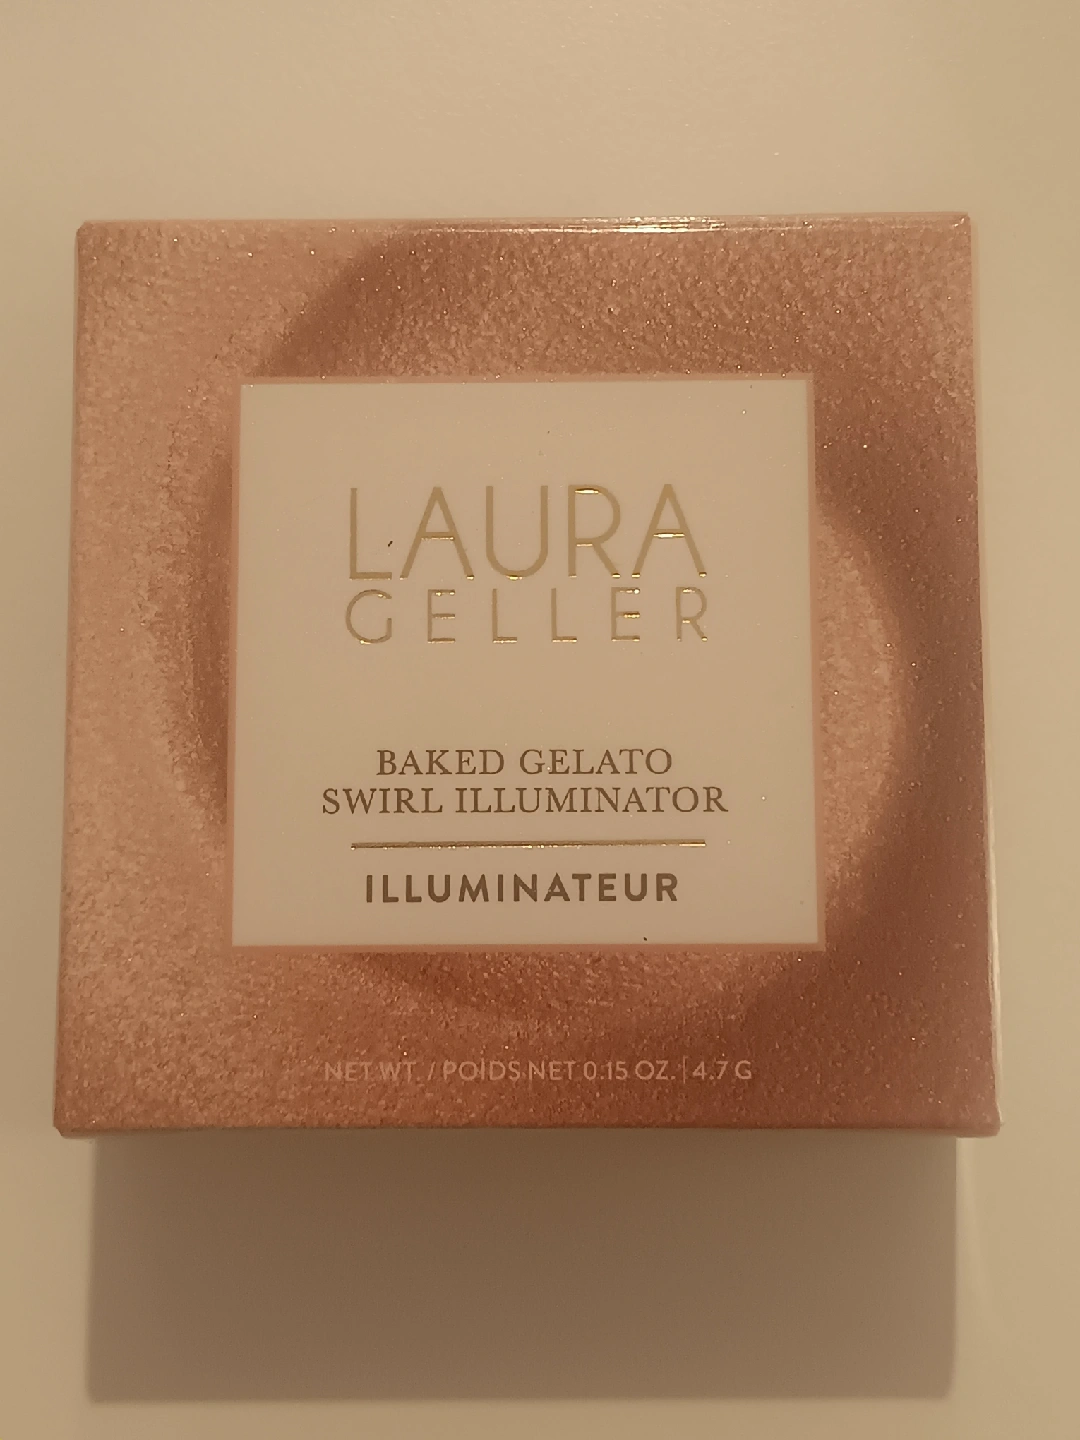 LAURA
GELLER
BAKED GELATO
SWIRL ILLUMINATOR
ILLUMINATEUR
NET WT. / POIDS NET 0.15 OZ. | 4.7 G